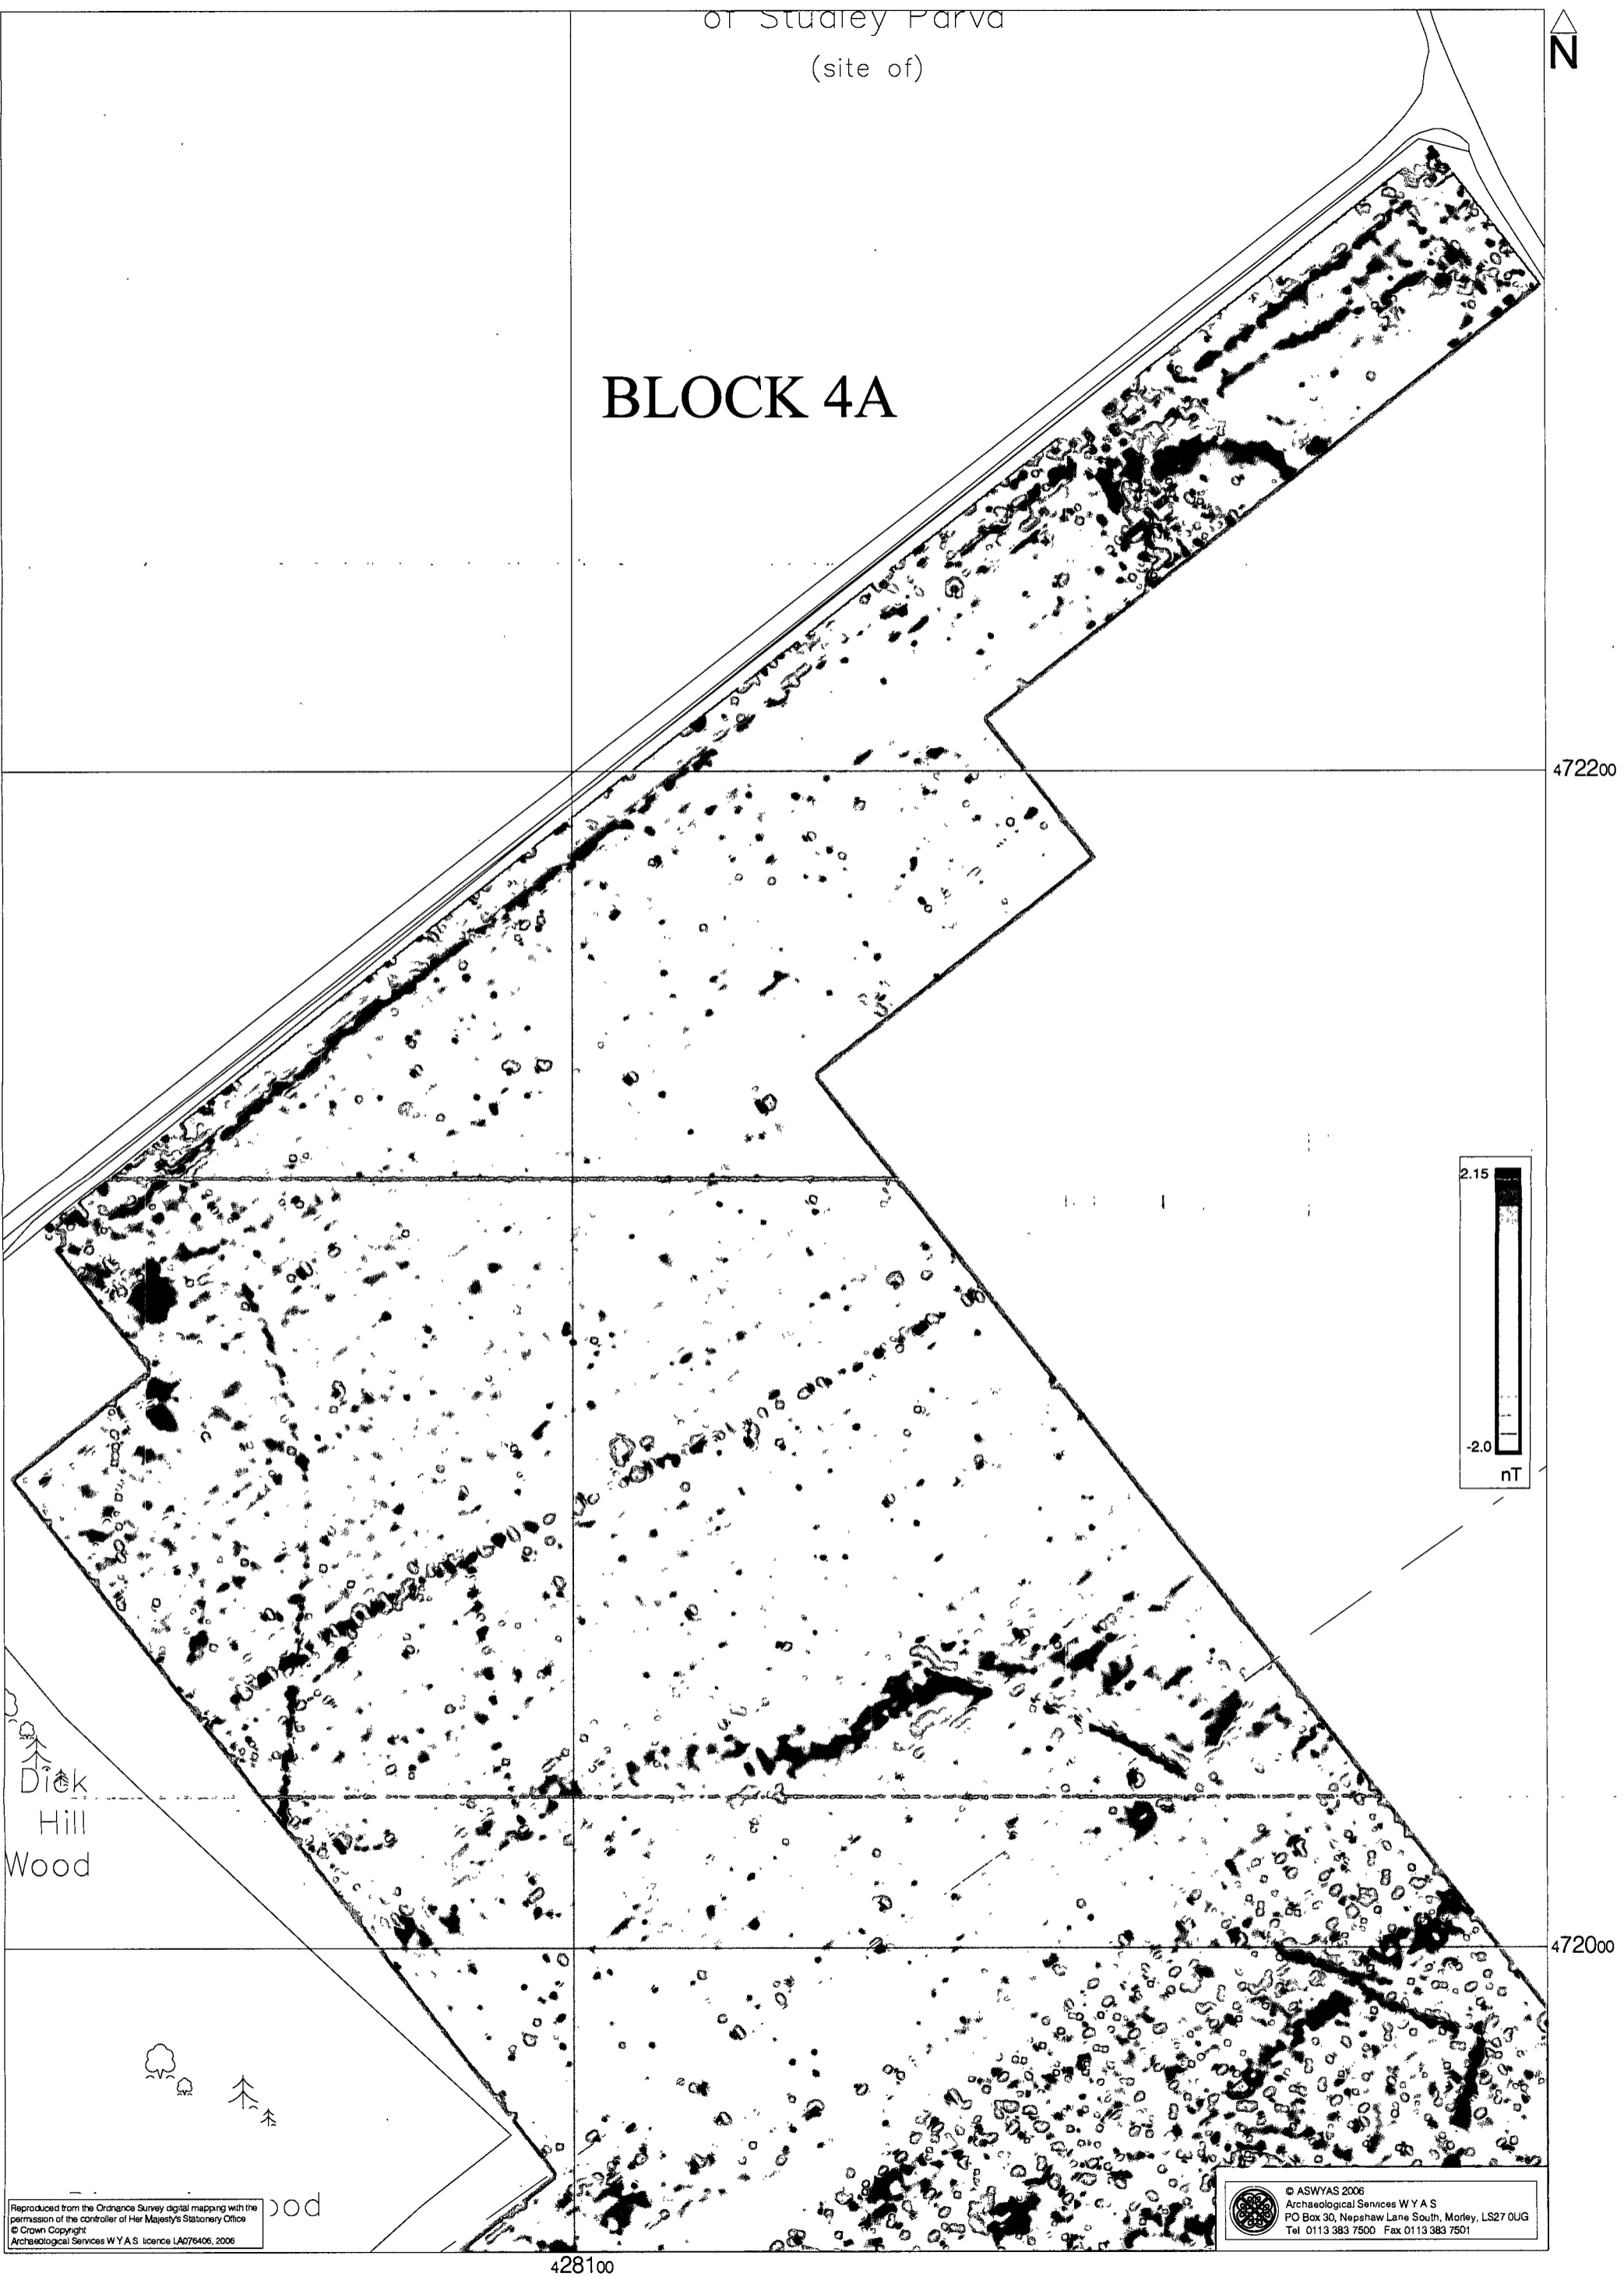 of Studley Parva
(site of)
N
BLOCK 4A
472200
2.15
-2.0
nT
Dick
Hill
Wood
472000
ood
Reproduced from the Ordnance Survey digital mapping with the
permission of the controller of Her Majesty's Stationery Office
© Crown Copyright
Archaeological Services W Y A S licence LA076406, 2006
© ASWYAS 2006
Archaeological Services W Y A S
PO Box 30, Nepshaw Lane South, Morley, LS27 0UG
Tel 0113 383 7500 Fax 0113 383 7501
428100